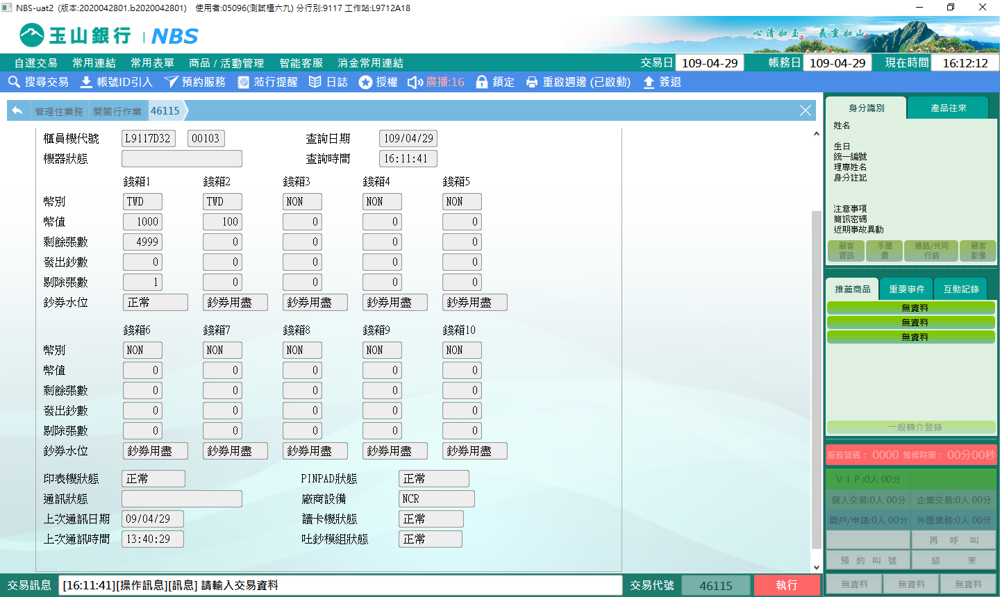 NBS-uat2 (版本:2020042801.b2020042801) 使用者:05096(測試櫃六九) 分行別:9117 工作站:L9712A18
玉山銀行 | NBS
心清如玉。義重如山。
自選交易 常用連結 常用表單 商品 / 活動管理 智能客服 消金常用連結 交易日 109-04-29 帳務日 109-04-29 現在時間 16:12:12
搜尋交易 帳號ID引入 預約服務 蒞行提醒 日誌 授權 廣播:16 鎖定 重啟週邊 (已啟動) 簽退
管理性業務 開關行作業 46115
櫃員機代號 L9117D32 00103 查詢日期 109/04/29
機器狀態 查詢時間 16:11:41
錢箱1 錢箱2 錢箱3 錢箱4 錢箱5
幣別 TWD TWD NON NON NON
幣值 1000 100 0 0 0
剩餘張數 4999 0 0 0 0
發出鈔數 0 0 0 0 0
剔除張數 1 0 0 0 0
鈔券水位 正常 鈔券用盡 鈔券用盡 鈔券用盡 鈔券用盡
錢箱6 錢箱7 錢箱8 錢箱9 錢箱10
幣別 NON NON NON NON NON
幣值 0 0 0 0 0
剩餘張數 0 0 0 0 0
發出鈔數 0 0 0 0 0
剔除張數 0 0 0 0 0
鈔券水位 鈔券用盡 鈔券用盡 鈔券用盡 鈔券用盡 鈔券用盡
印表機狀態 正常 PINPAD狀態 正常
通訊狀態 廠商設備 NCR
上次通訊日期 09/04/29 讀卡機狀態 正常
上次通訊時間 13:40:29 吐鈔模組狀態 正常
交易訊息 [16:11:41][操作訊息][訊息] 請輸入交易資料 交易代號 46115 執行
身分識別 產品往來
姓名
生日
統一編號
理專姓名
身分註記
注意事項
簡訊密碼
近期事故異動
顧客資訊 手續費 通路/共同行銷 顧客影像
推薦商品 重要事件 互動記錄
無資料
無資料
無資料
一般轉介登錄
服務號碼： 0000 等候時間： 00分00秒
ＶＩＰ:0人 00分
個人交易:0人 00分 企業交易:0人 00分
開戶/申請:0人 00分 外匯業務:0人 00分
再 呼 叫
預 約 叫 號 結 束
無資料 無資料 無資料